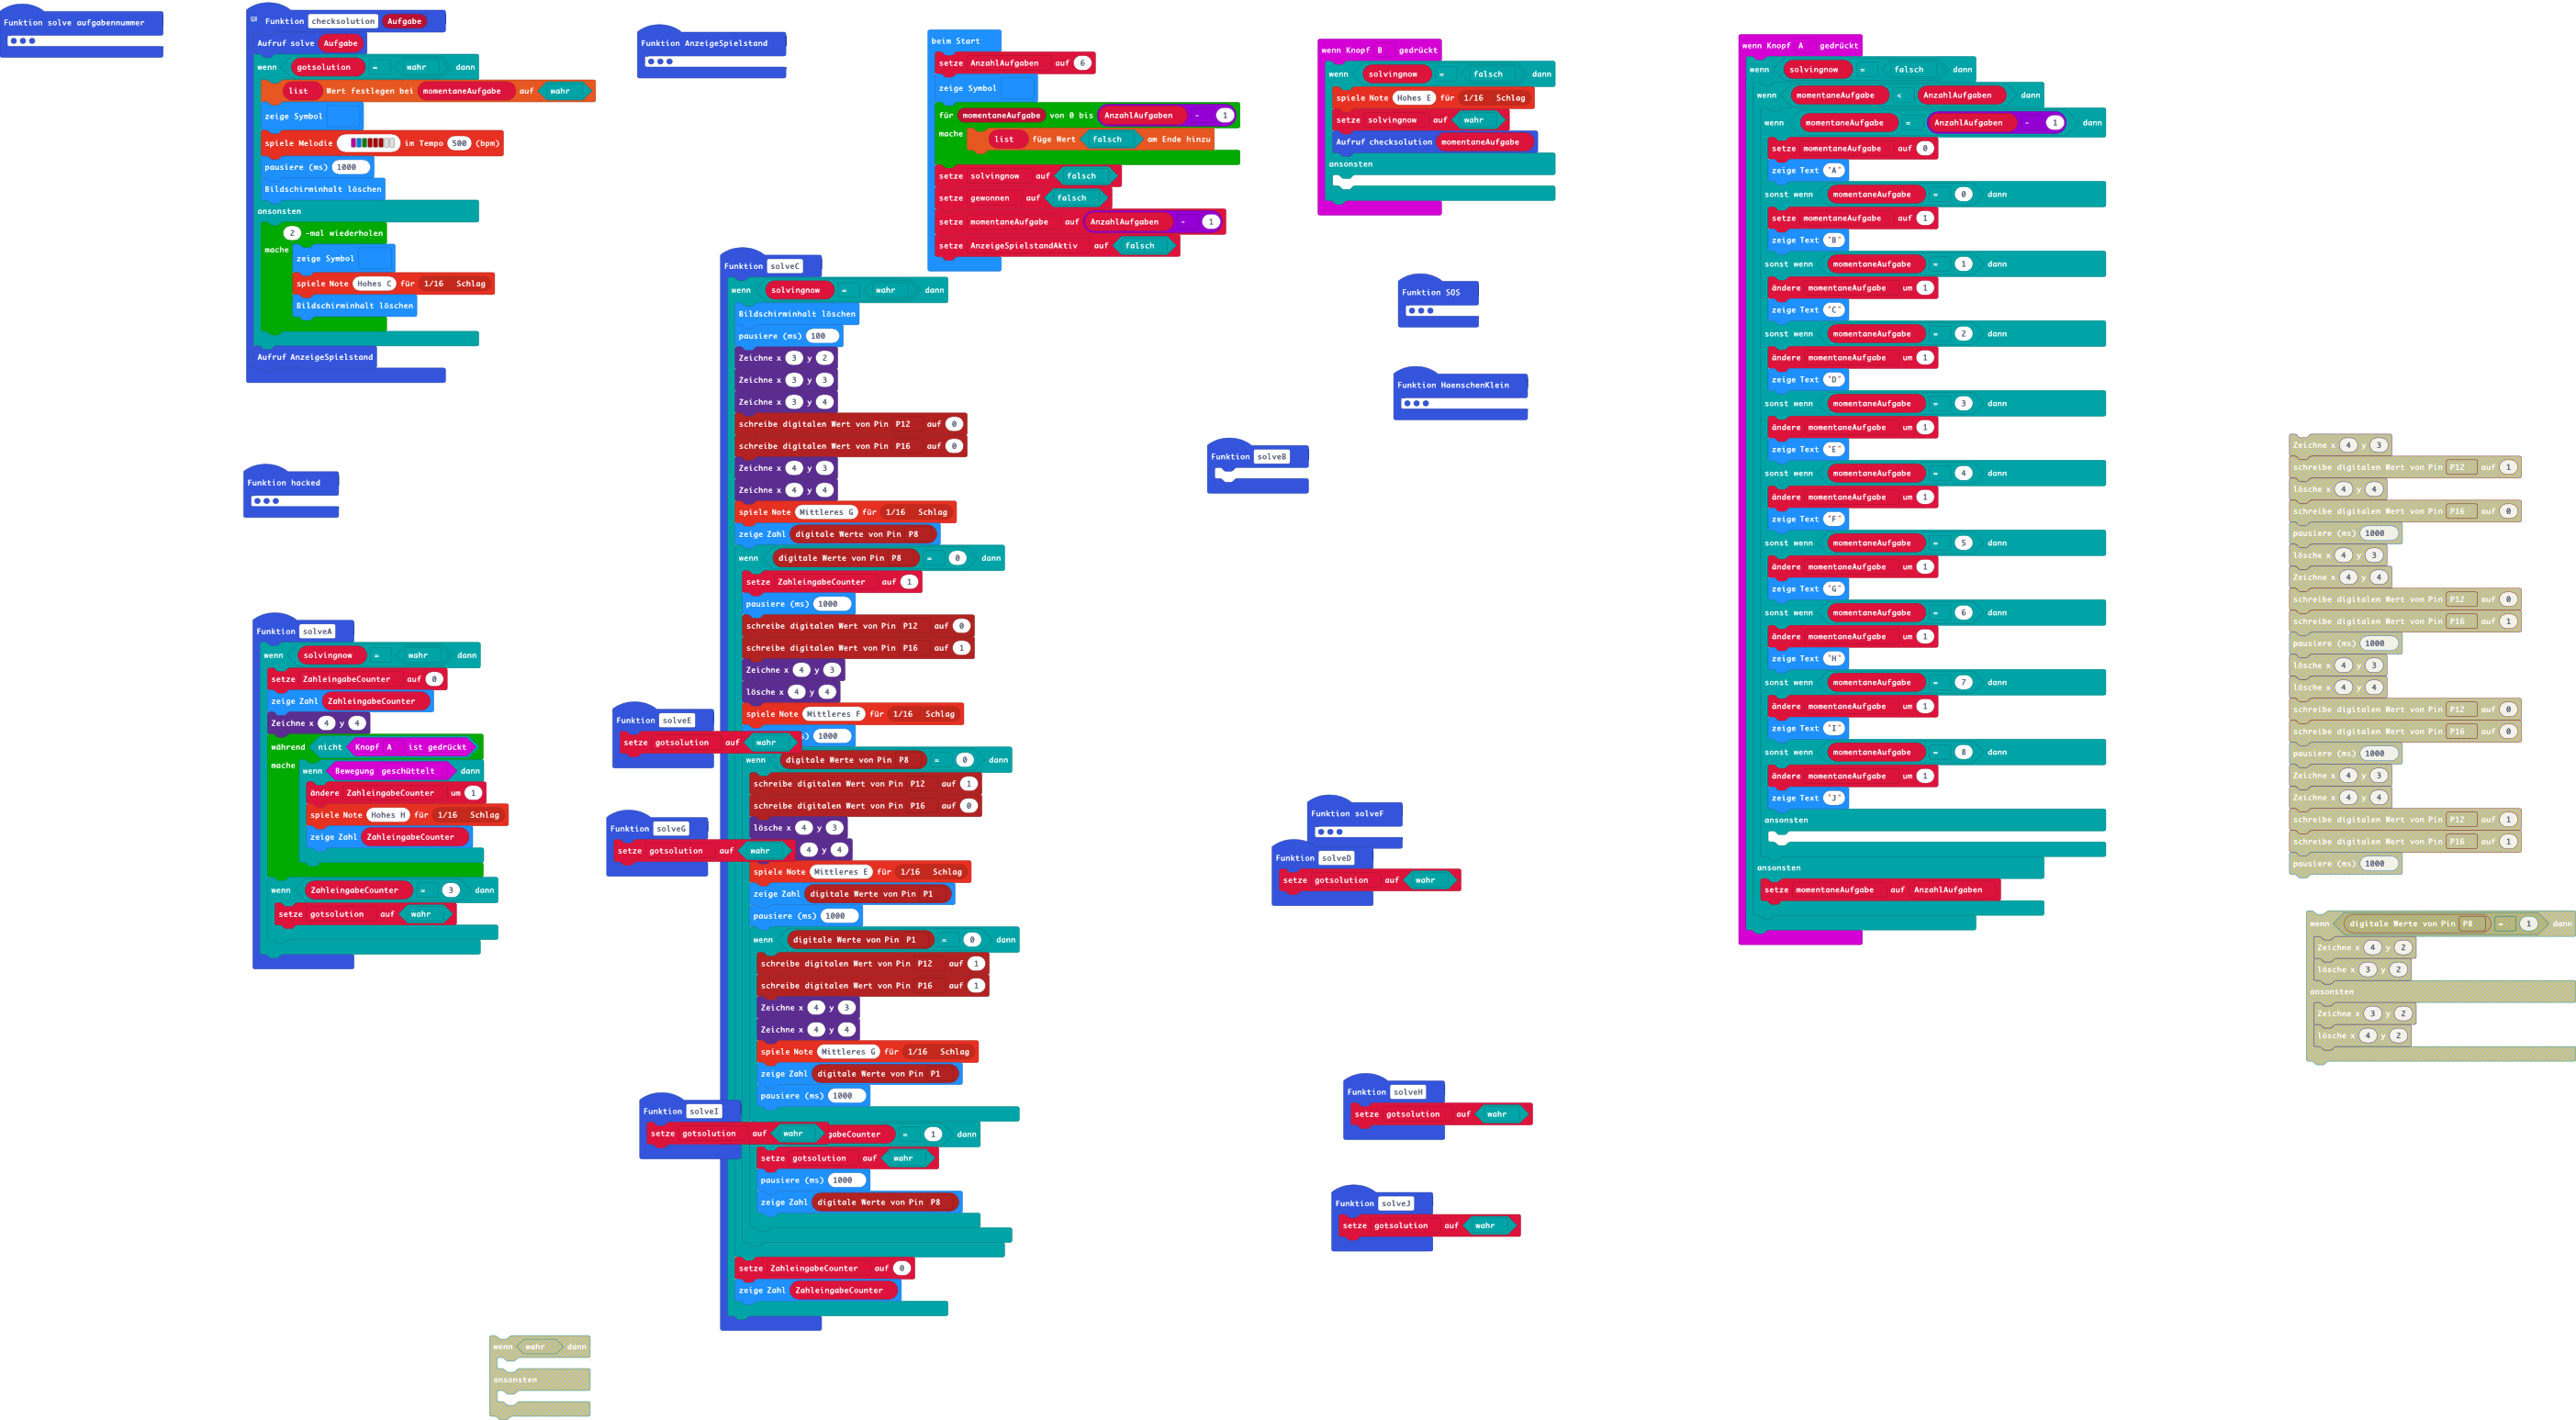 Funktion solve aufgabennummer
Funktion checksolution Aufgabe
Aufruf solve Aufgabe
wenn gotsolution = wahr dann
list Wert festlegen bei momentaneAufgabe auf wahr
zeige Symbol
spiele Melodie im Tempo 500 (bpm)
pausiere (ms) 1000
Bildschirminhalt löschen
ansonsten
2 -mal wiederholen
mache
zeige Symbol
spiele Note Hohes C für 1/16 Schlag
Bildschirminhalt löschen
Aufruf AnzeigeSpielstand
Funktion hacked
Funktion solveA
wenn solvingnow = wahr dann
setze ZahleingabeCounter auf 0
zeige Zahl ZahleingabeCounter
Zeichne x 4 y 4
während nicht Knopf A ist gedrückt
mache
wenn Bewegung geschüttelt dann
ändere ZahleingabeCounter um 1
spiele Note Hohes H für 1/16 Schlag
zeige Zahl ZahleingabeCounter
wenn ZahleingabeCounter = 3 dann
setze gotsolution auf wahr
wenn wahr dann
ansonsten
Funktion AnzeigeSpielstand
Funktion solveE
setze gotsolution auf wahr
Funktion solveG
setze gotsolution auf wahr
Funktion solveI
setze gotsolution auf wahr
Funktion solveC
wenn solvingnow = wahr dann
Bildschirminhalt löschen
pausiere (ms) 100
Zeichne x 3 y 2
Zeichne x 3 y 3
Zeichne x 3 y 4
schreibe digitalen Wert von Pin P12 auf 0
schreibe digitalen Wert von Pin P16 auf 0
Zeichne x 4 y 3
Zeichne x 4 y 4
spiele Note Mittleres G für 1/16 Schlag
zeige Zahl digitale Werte von Pin P8
wenn digitale Werte von Pin P8 = 0 dann
setze ZahleingabeCounter auf 1
pausiere (ms) 1000
schreibe digitalen Wert von Pin P12 auf 0
schreibe digitalen Wert von Pin P16 auf 1
Zeichne x 4 y 3
lösche x 4 y 4
spiele Note Mittleres F für 1/16 Schlag
s) 1000
wenn digitale Werte von Pin P8 = 0 dann
schreibe digitalen Wert von Pin P12 auf 1
schreibe digitalen Wert von Pin P16 auf 0
lösche x 4 y 3
4 y 4
spiele Note Mittleres E für 1/16 Schlag
zeige Zahl digitale Werte von Pin P1
pausiere (ms) 1000
wenn digitale Werte von Pin P1 = 0 dann
schreibe digitalen Wert von Pin P12 auf 1
schreibe digitalen Wert von Pin P16 auf 1
Zeichne x 4 y 3
Zeichne x 4 y 4
spiele Note Mittleres G für 1/16 Schlag
zeige Zahl digitale Werte von Pin P1
pausiere (ms) 1000
gabeCounter = 1 dann
setze gotsolution auf wahr
pausiere (ms) 1000
zeige Zahl digitale Werte von Pin P8
setze ZahleingabeCounter auf 0
zeige Zahl ZahleingabeCounter
beim Start
setze AnzahlAufgaben auf 6
zeige Symbol
für momentaneAufgabe von 0 bis AnzahlAufgaben - 1
mache
list füge Wert falsch am Ende hinzu
setze solvingnow auf falsch
setze gewonnen auf falsch
setze momentaneAufgabe auf AnzahlAufgaben - 1
setze AnzeigeSpielstandAktiv auf falsch
wenn Knopf B gedrückt
wenn solvingnow = falsch dann
spiele Note Hohes E für 1/16 Schlag
setze solvingnow auf wahr
Aufruf checksolution momentaneAufgabe
ansonsten
Funktion SOS
Funktion HaenschenKlein
Funktion solveB
Funktion solveF
Funktion solveD
setze gotsolution auf wahr
Funktion solveH
setze gotsolution auf wahr
Funktion solveJ
setze gotsolution auf wahr
wenn Knopf A gedrückt
wenn solvingnow = falsch dann
wenn momentaneAufgabe < AnzahlAufgaben dann
wenn momentaneAufgabe = AnzahlAufgaben - 1 dann
setze momentaneAufgabe auf 0
zeige Text "A"
sonst wenn momentaneAufgabe = 0 dann
setze momentaneAufgabe auf 1
zeige Text "B"
sonst wenn momentaneAufgabe = 1 dann
ändere momentaneAufgabe um 1
zeige Text "C"
sonst wenn momentaneAufgabe = 2 dann
ändere momentaneAufgabe um 1
zeige Text "D"
sonst wenn momentaneAufgabe = 3 dann
ändere momentaneAufgabe um 1
zeige Text "E"
sonst wenn momentaneAufgabe = 4 dann
ändere momentaneAufgabe um 1
zeige Text "F"
sonst wenn momentaneAufgabe = 5 dann
ändere momentaneAufgabe um 1
zeige Text "G"
sonst wenn momentaneAufgabe = 6 dann
ändere momentaneAufgabe um 1
zeige Text "H"
sonst wenn momentaneAufgabe = 7 dann
ändere momentaneAufgabe um 1
zeige Text "I"
sonst wenn momentaneAufgabe = 8 dann
ändere momentaneAufgabe um 1
zeige Text "J"
ansonsten
ansonsten
setze momentaneAufgabe auf AnzahlAufgaben
Zeichne x 4 y 3
schreibe digitalen Wert von Pin P12 auf 1
lösche x 4 y 4
schreibe digitalen Wert von Pin P16 auf 0
pausiere (ms) 1000
lösche x 4 y 3
Zeichne x 4 y 4
schreibe digitalen Wert von Pin P12 auf 0
schreibe digitalen Wert von Pin P16 auf 1
pausiere (ms) 1000
lösche x 4 y 3
lösche x 4 y 4
schreibe digitalen Wert von Pin P12 auf 0
schreibe digitalen Wert von Pin P16 auf 0
pausiere (ms) 1000
Zeichne x 4 y 3
Zeichne x 4 y 4
schreibe digitalen Wert von Pin P12 auf 1
schreibe digitalen Wert von Pin P16 auf 1
pausiere (ms) 1000
wenn digitale Werte von Pin P8 = 1 dann
Zeichne x 4 y 2
lösche x 3 y 2
ansonsten
Zeichne x 3 y 2
lösche x 4 y 2